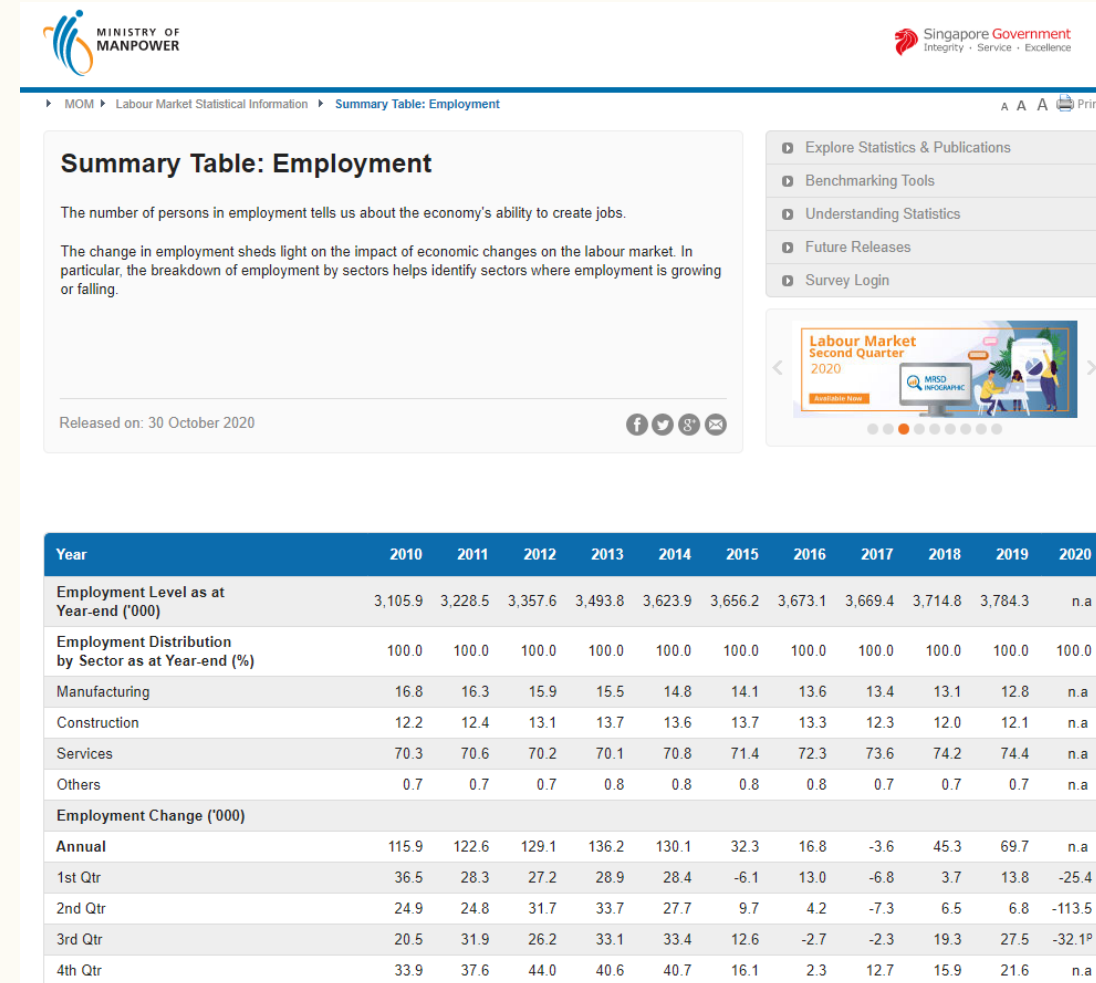 MINISTRY OF
MANPOWER
Singapore Government
Integrity · Service · Excellence
MOM Labour Market Statistical Information Summary Table: Employment
A A A Prin
Summary Table: Employment
The number of persons in employment tells us about the economy's ability to create jobs.
The change in employment sheds light on the impact of economic changes on the labour market. In
particular, the breakdown of employment by sectors helps identify sectors where employment is growing
or falling.
Released on: 30 October 2020
Explore Statistics & Publications
Benchmarking Tools
Understanding Statistics
Future Releases
Survey Login
Labour Market
Second Quarter
2020
Available Now
MRSD
INFOGRAPHIC
Year 2010 2011 2012 2013 2014 2015 2016 2017 2018 2019 2020
Employment Level as at
Year-end ('000) 3,105.9 3,228.5 3,357.6 3,493.8 3,623.9 3,656.2 3,673.1 3,669.4 3,714.8 3,784.3 n.a
Employment Distribution
by Sector as at Year-end (%) 100.0 100.0 100.0 100.0 100.0 100.0 100.0 100.0 100.0 100.0 100.0
Manufacturing 16.8 16.3 15.9 15.5 14.8 14.1 13.6 13.4 13.1 12.8 n.a
Construction 12.2 12.4 13.1 13.7 13.6 13.7 13.3 12.3 12.0 12.1 n.a
Services 70.3 70.6 70.2 70.1 70.8 71.4 72.3 73.6 74.2 74.4 n.a
Others 0.7 0.7 0.7 0.8 0.8 0.8 0.8 0.7 0.7 0.7 n.a
Employment Change ('000)
Annual 115.9 122.6 129.1 136.2 130.1 32.3 16.8 -3.6 45.3 69.7 n.a
1st Qtr 36.5 28.3 27.2 28.9 28.4 -6.1 13.0 -6.8 3.7 13.8 -25.4
2nd Qtr 24.9 24.8 31.7 33.7 27.7 9.7 4.2 -7.3 6.5 6.8 -113.5
3rd Qtr 20.5 31.9 26.2 33.1 33.4 12.6 -2.7 -2.3 19.3 27.5 -32.1ᵖ
4th Qtr 33.9 37.6 44.0 40.6 40.7 16.1 2.3 12.7 15.9 21.6 n.a